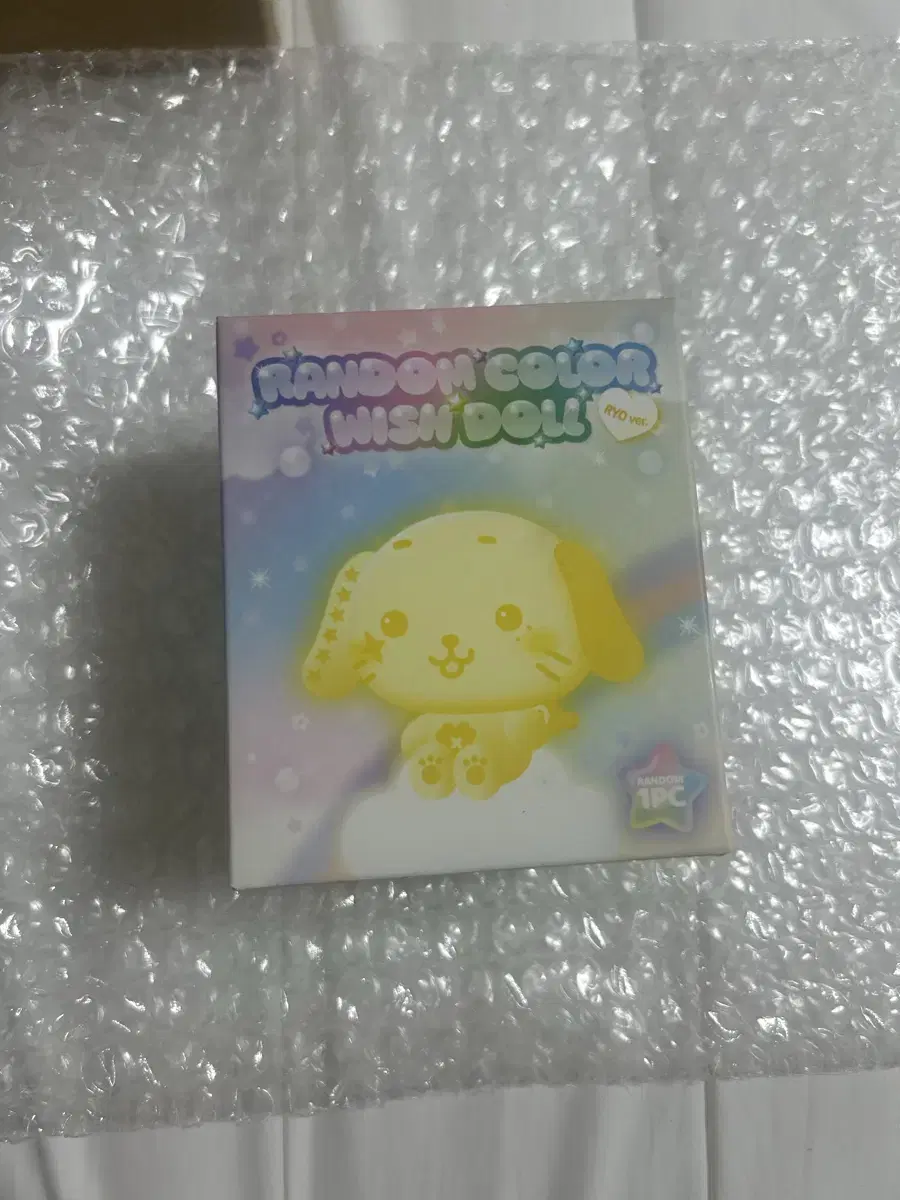 RANDOM COLOR
WISH DOLL
RYO ver.
RANDOM
1PC